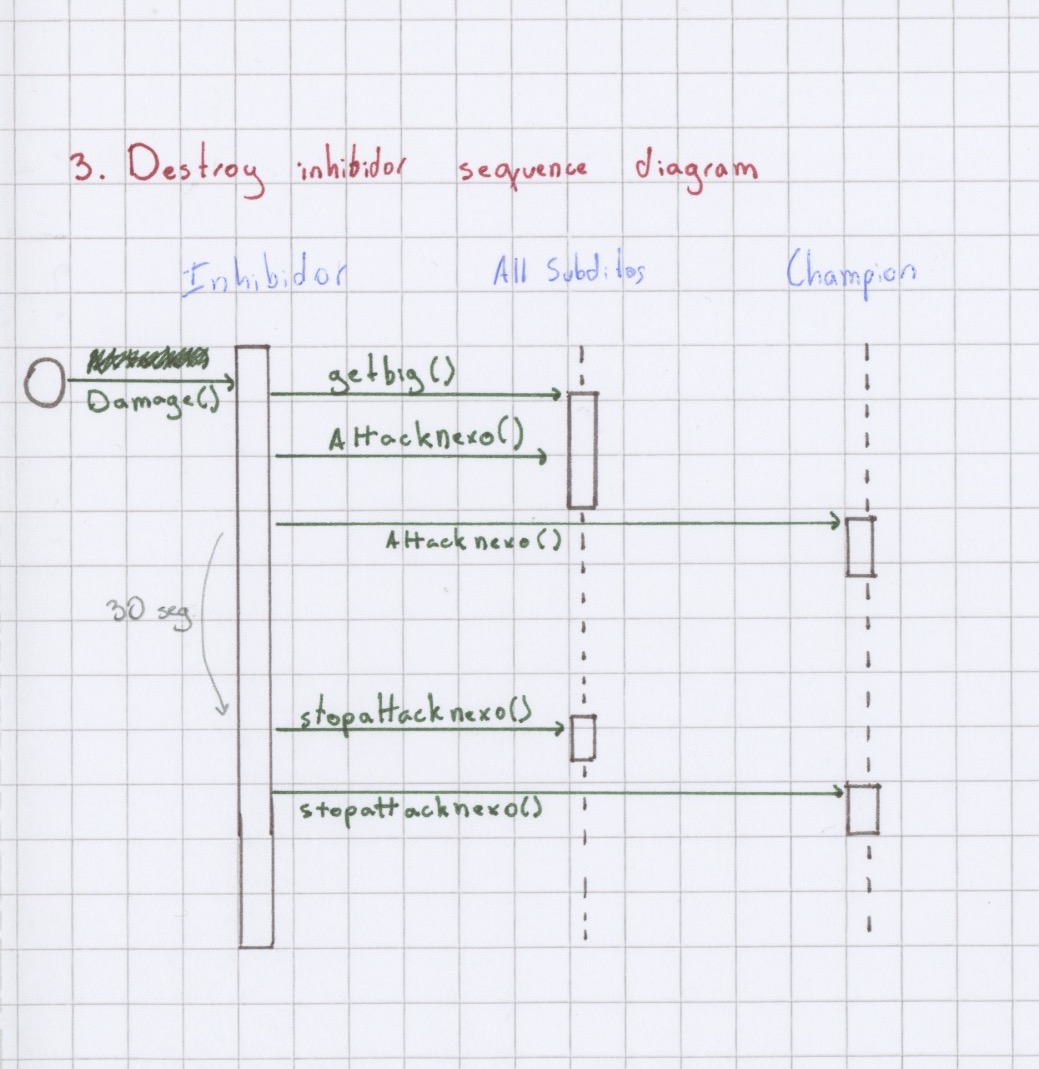 3. Destroy inhibidor sequence diagram
Inhibidor All Subditos Champion
getbig()
Damage()
Attacknexo()
Attacknexo()
30 seg
stopattacknexo()
stopattacknexo()